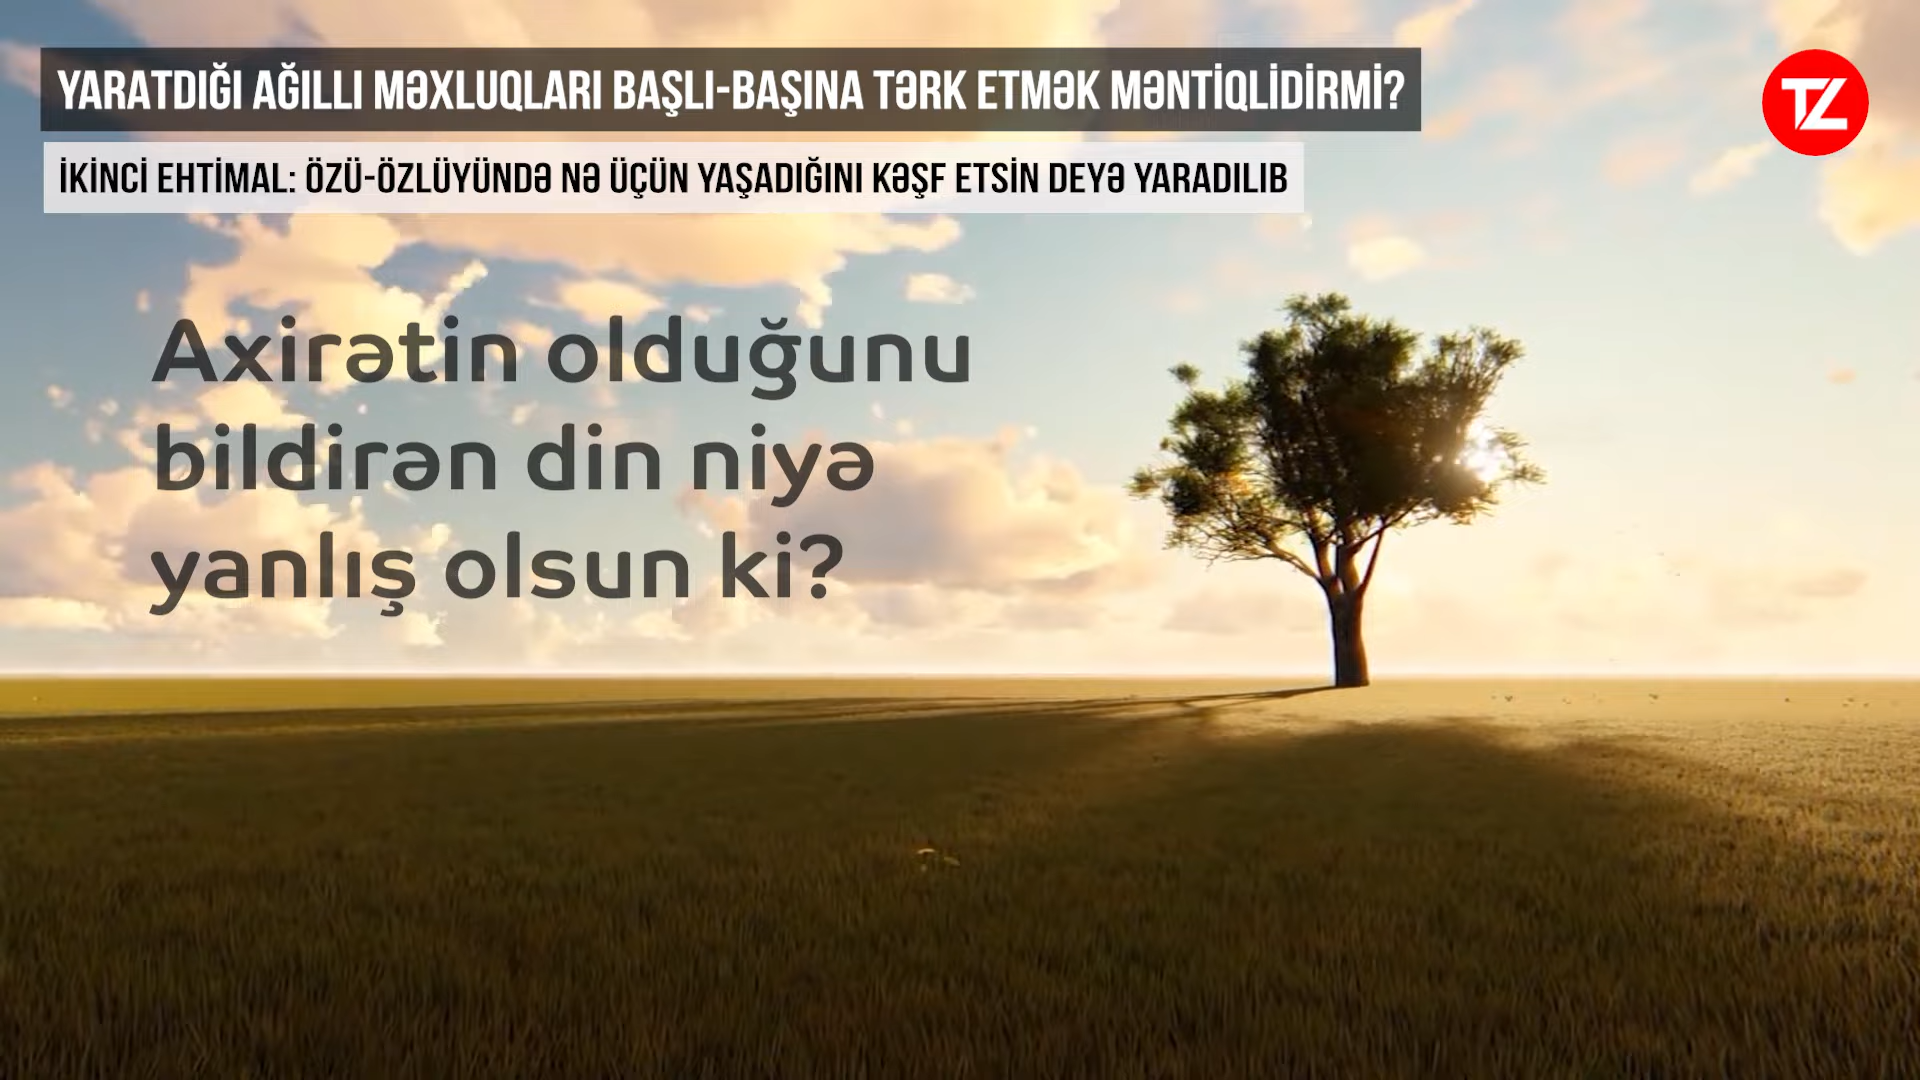 YARATDIĞI AĞILLI MƏXLUQLARI BAŞLI-BAŞINA TƏRK ETMƏK MƏNTİQLİDİRMİ?
İKİNCİ EHTİMAL: ÖZÜ-ÖZLÜYÜNDƏ NƏ ÜÇÜN YAŞADIĞINI KƏŞF ETSİN DEYƏ YARADILIB
Axirətin olduğunu
bildirən din niyə
yanlış olsun ki?
TZ